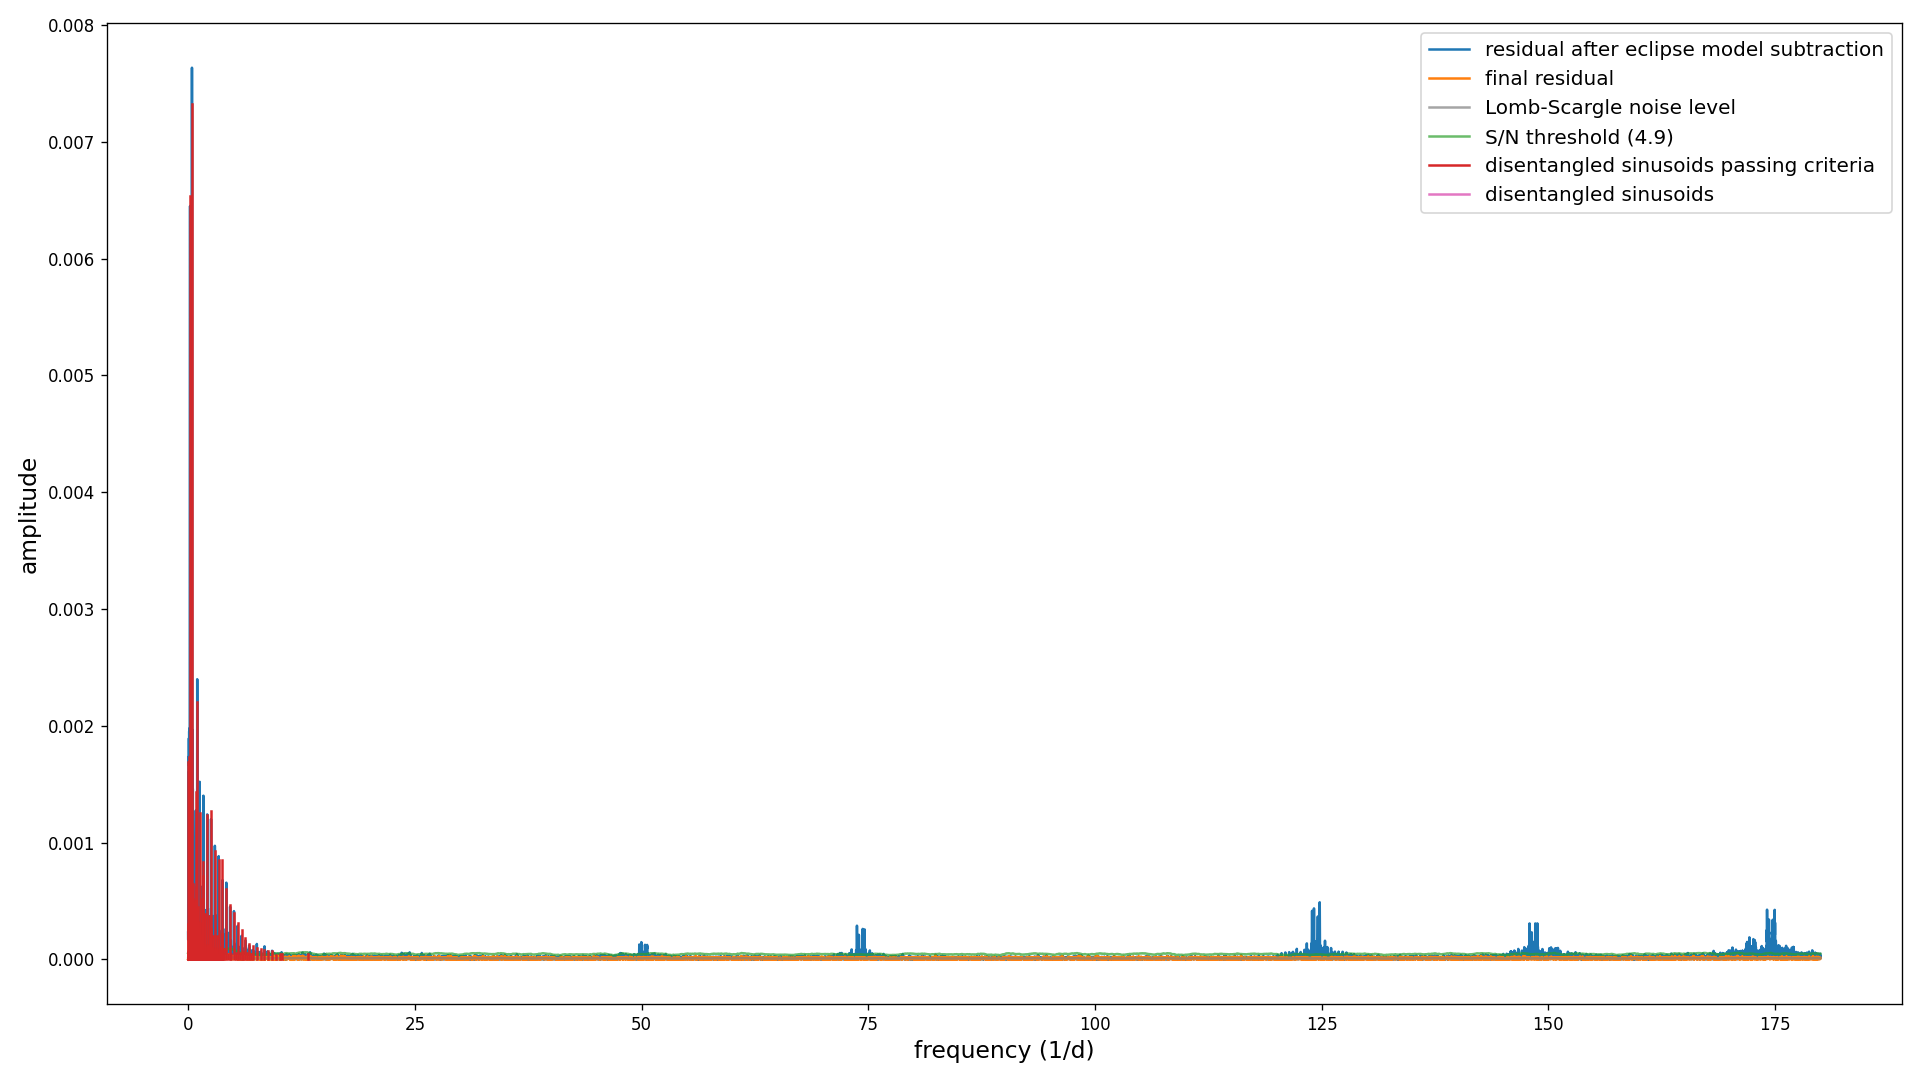 0.008
0.007
0.006
0.005
0.004
0.003
0.002
0.001
0.000
amplitude
0
25
50
75
100
125
150
175
frequency (1/d)
residual after eclipse model subtraction
final residual
Lomb-Scargle noise level
S/N threshold (4.9)
disentangled sinusoids passing criteria
disentangled sinusoids